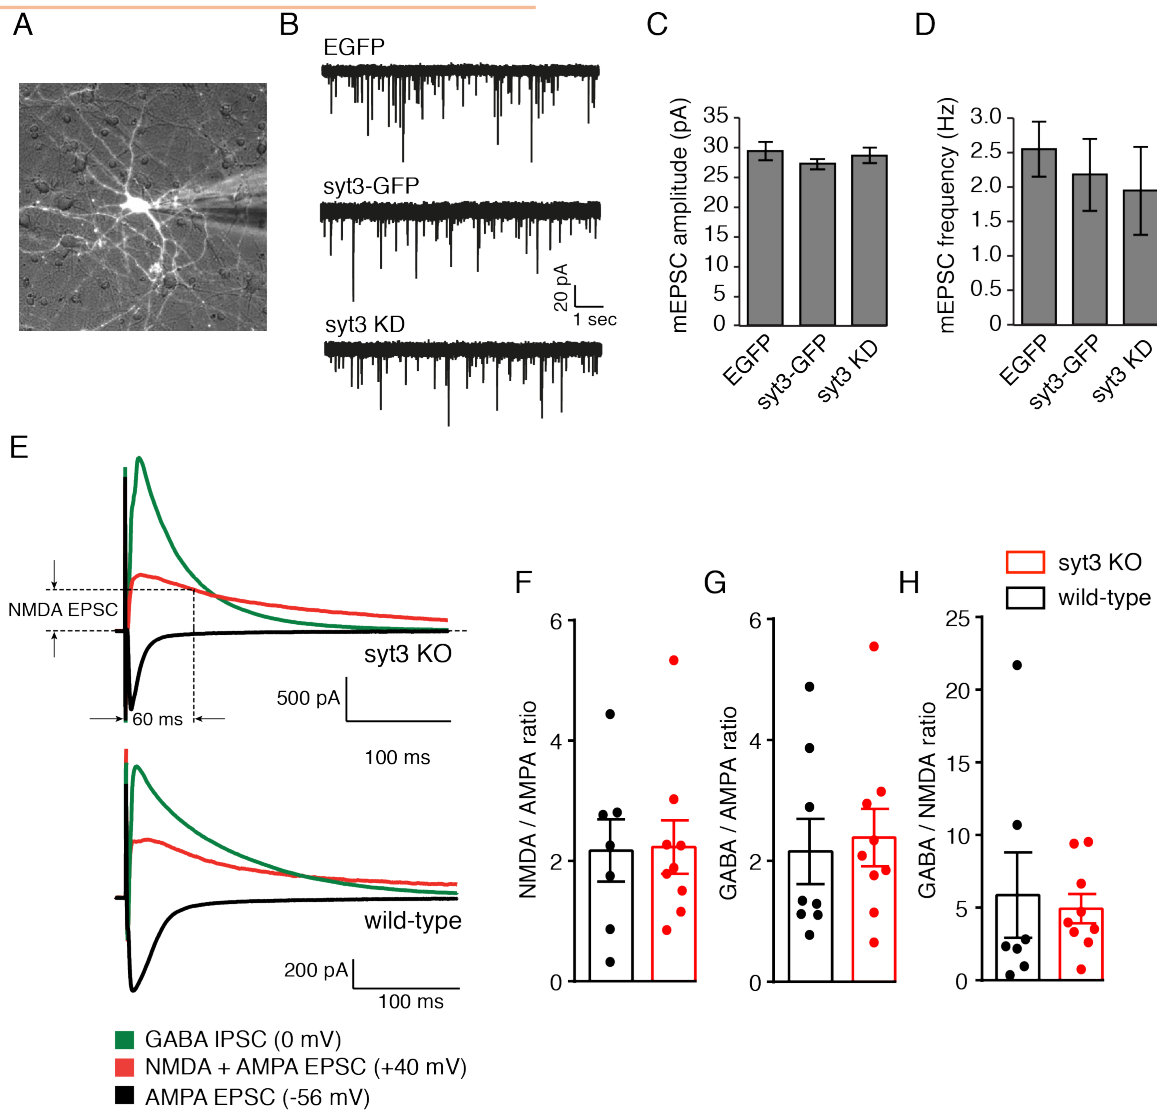 A
B
C
D
EGFP
syt3-GFP
syt3 KD
20 pA
1 sec
mEPSC amplitude (pA)
35
30
25
20
15
10
5
0
EGFP
syt3-GFP
syt3 KD
mEPSC frequency (Hz)
3.0
2.5
2.0
1.5
1.0
0.5
0
EGFP
syt3-GFP
syt3 KD
E
NMDA EPSC
syt3 KO
500 pA
60 ms
100 ms
wild-type
200 pA
100 ms
GABA IPSC (0 mV)
NMDA + AMPA EPSC (+40 mV)
AMPA EPSC (-56 mV)
F
NMDA / AMPA ratio
6
4
2
0
G
GABA / AMPA ratio
6
4
2
0
H
syt3 KO
wild-type
GABA / NMDA ratio
25
20
15
10
5
0